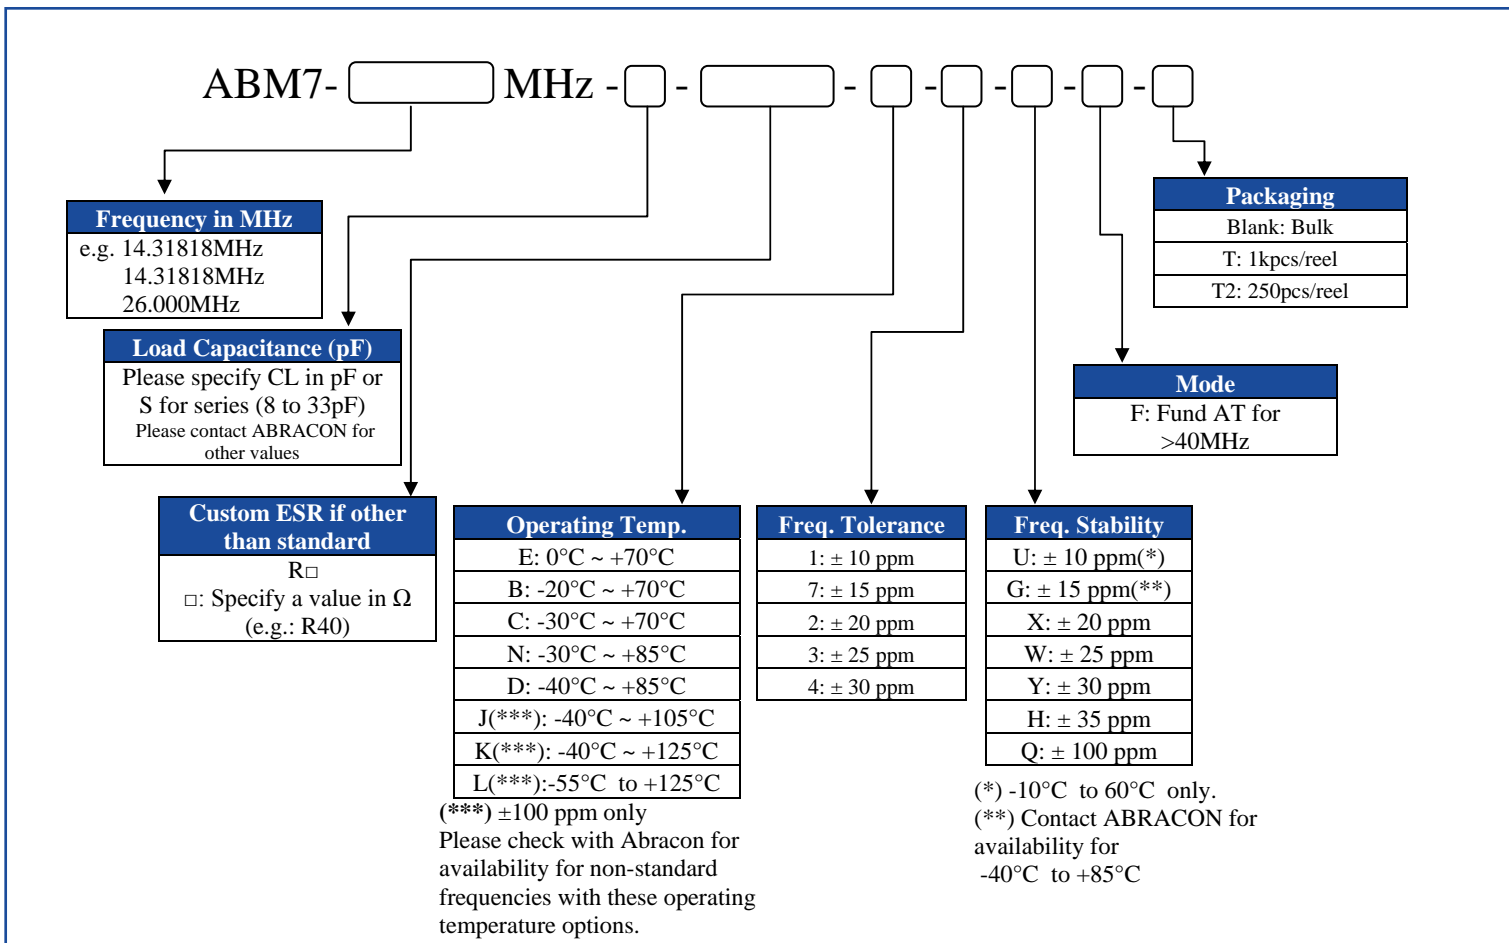 ABM7- MHz - - - - - - -
Frequency in MHz
e.g. 14.31818MHz
14.31818MHz
26.000MHz
Load Capacitance (pF)
Please specify CL in pF or
S for series (8 to 33pF)
Please contact ABRACON for
other values
Custom ESR if other
than standard
R□
□: Specify a value in Ω
(e.g.: R40)
Operating Temp.
E: 0°C ~ +70°C
B: -20°C ~ +70°C
C: -30°C ~ +70°C
N: -30°C ~ +85°C
D: -40°C ~ +85°C
J(***): -40°C ~ +105°C
K(***): -40°C ~ +125°C
L(***):-55°C to +125°C
(***) ±100 ppm only
Please check with Abracon for
availability for non-standard
frequencies with these operating
temperature options.
Freq. Tolerance
1: ± 10 ppm
7: ± 15 ppm
2: ± 20 ppm
3: ± 25 ppm
4: ± 30 ppm
Freq. Stability
U: ± 10 ppm(*)
G: ± 15 ppm(**)
X: ± 20 ppm
W: ± 25 ppm
Y: ± 30 ppm
H: ± 35 ppm
Q: ± 100 ppm
(*) -10°C to 60°C only.
(**) Contact ABRACON for
availability for
-40°C to +85°C
Mode
F: Fund AT for
>40MHz
Packaging
Blank: Bulk
T: 1kpcs/reel
T2: 250pcs/reel